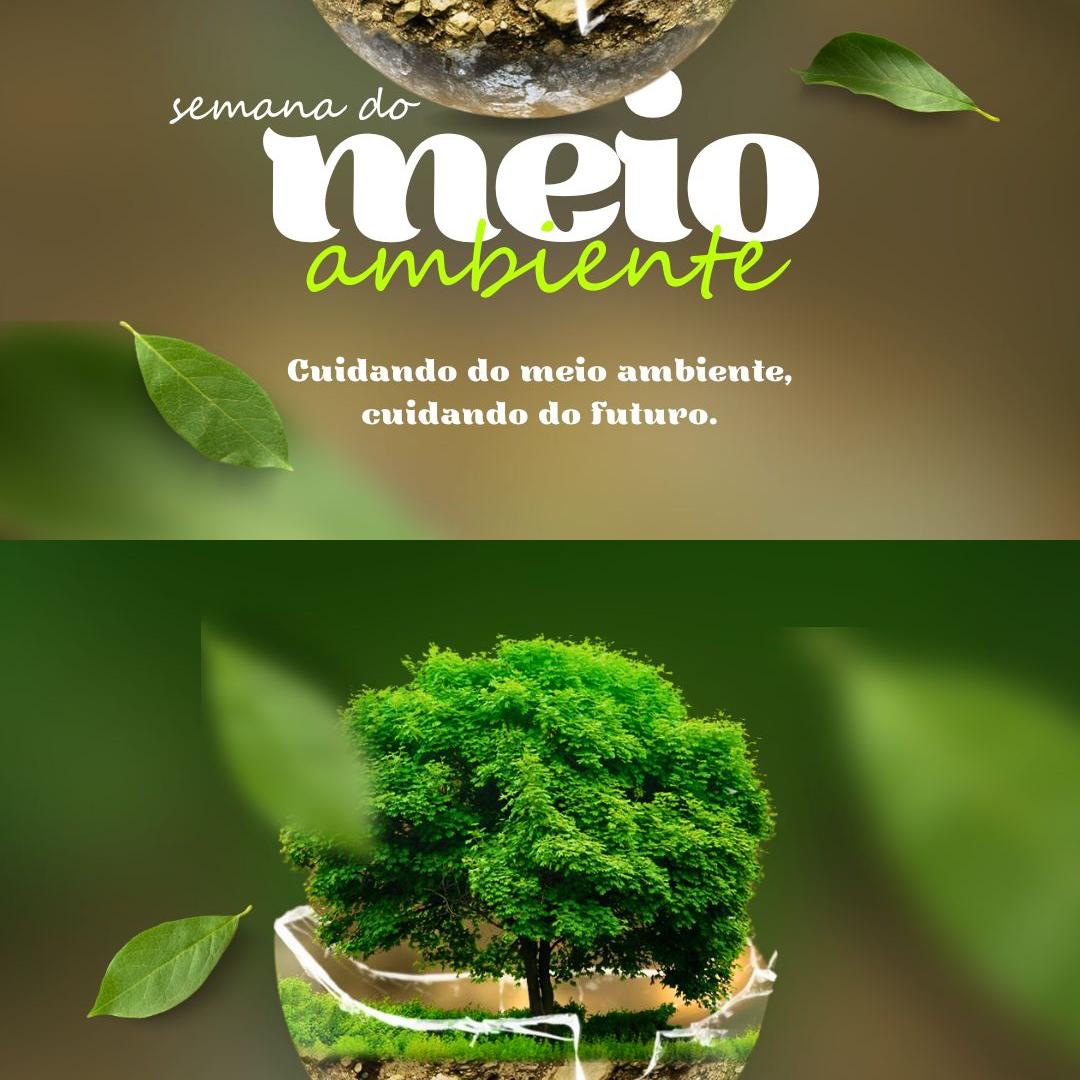 semana do
meio
ambiente
Cuidando do meio ambiente,
cuidando do futuro.